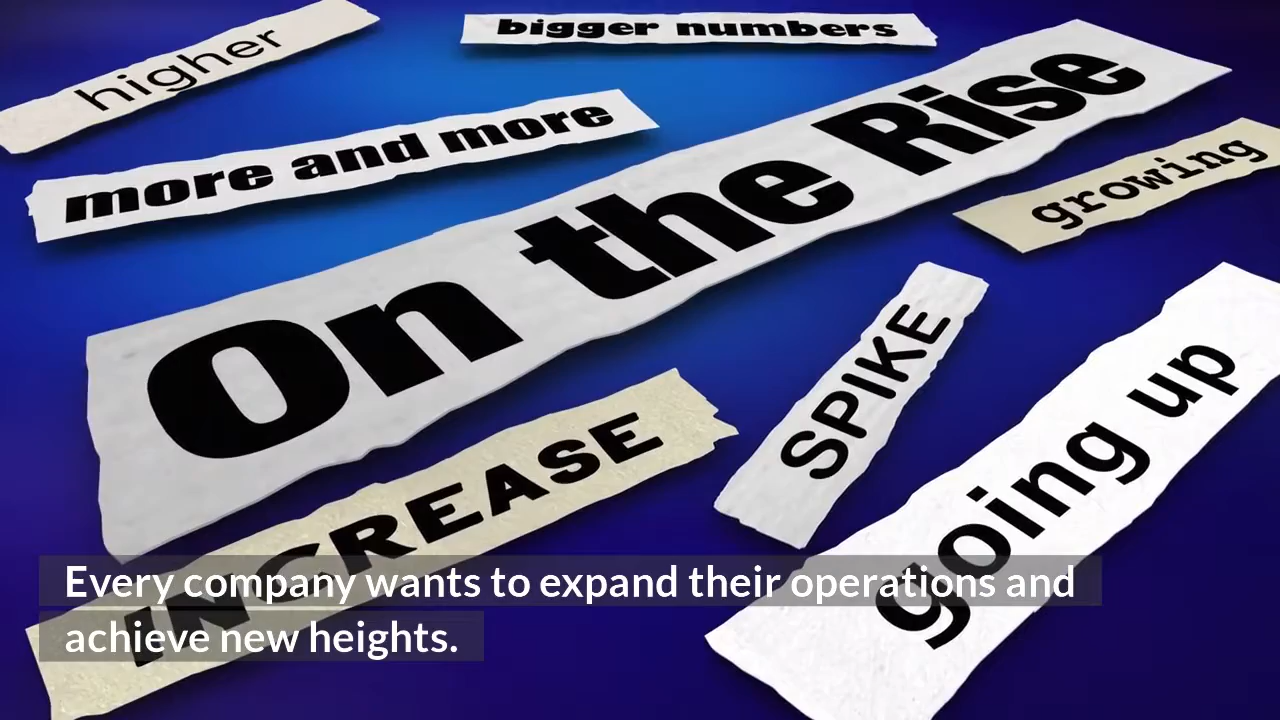 higher
bigger numbers
more and more
On the Rise
growing
SPIKE
INCREASE
going up
Every company wants to expand their operations and
achieve new heights.